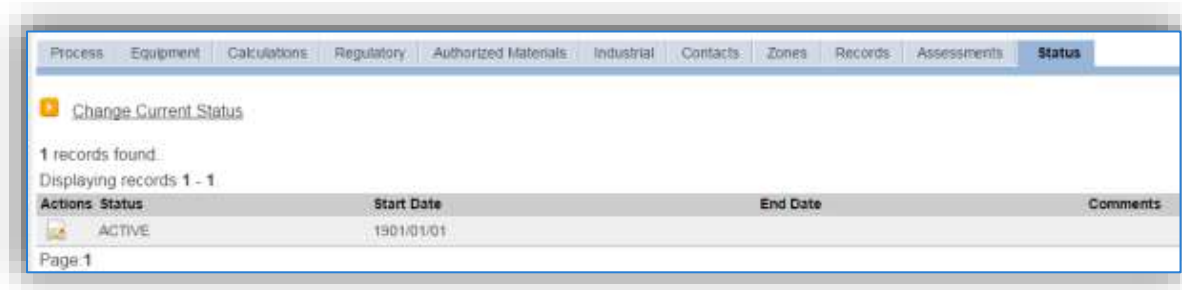 Process Equipment Calculations Regulatory Authorized Materials Industrial Contacts Zones Records Assessments Status
Change Current Status
1 records found.
Displaying records 1 - 1
Actions Status Start Date End Date Comments
ACTIVE 1901/01/01
Page:1